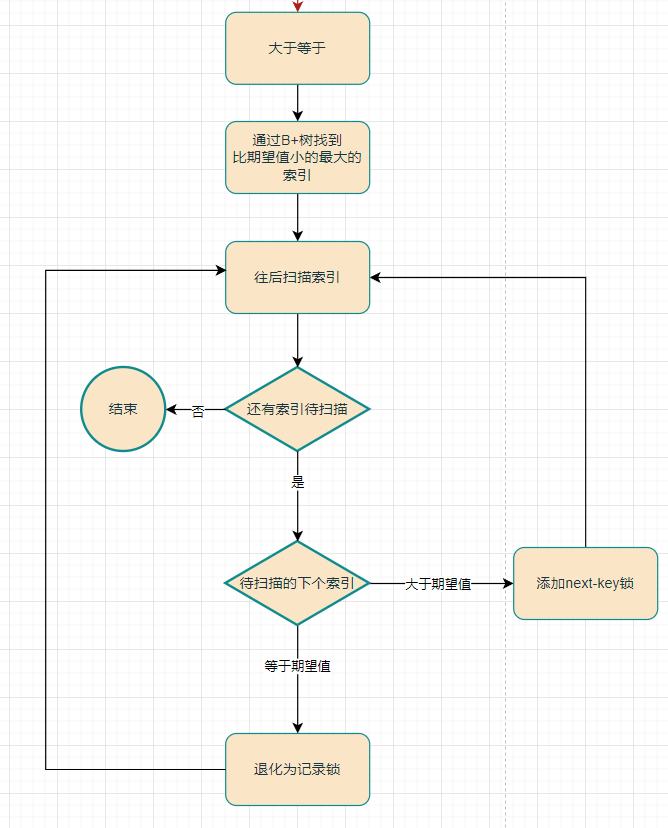 大于等于
通过B+树找到
比期望值小的最大的
索引
往后扫描索引
还有索引待扫描
否
结束
是
待扫描的下个索引
大于期望值
添加next-key锁
等于期望值
退化为记录锁